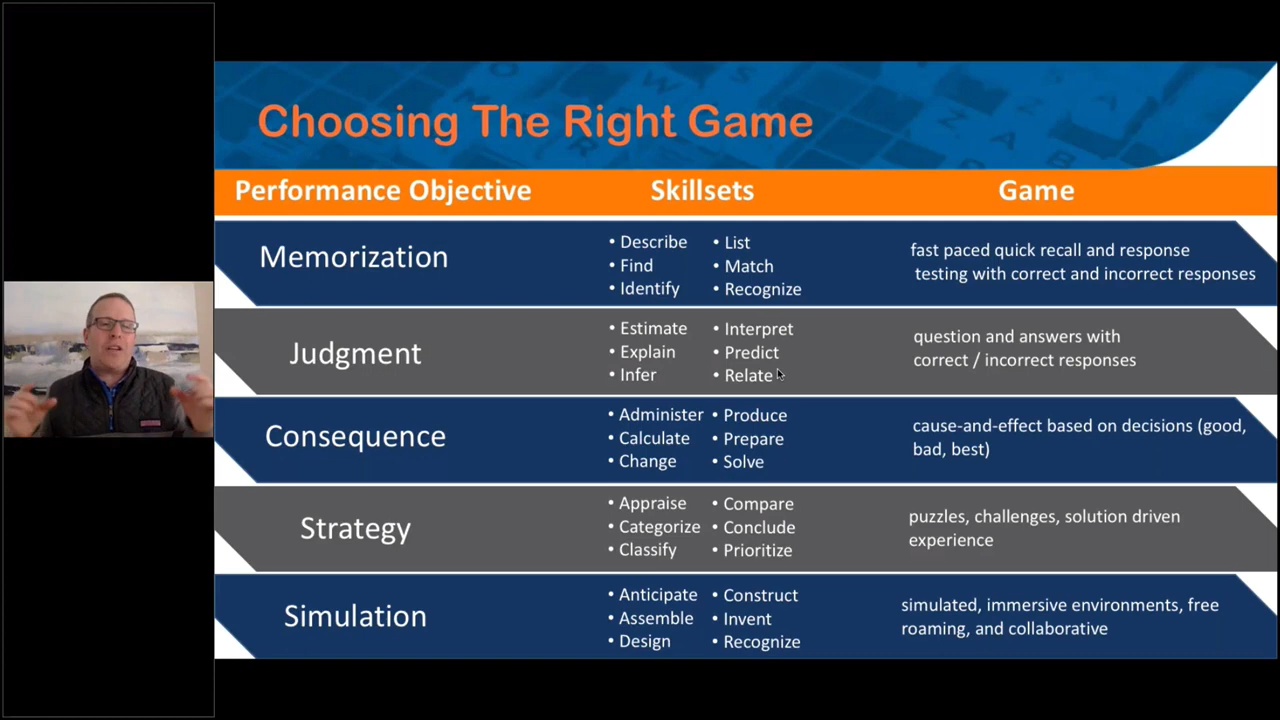 Choosing The Right Game
Performance Objective Skillsets Game
Memorization
• Describe • List
• Find • Match
• Identify • Recognize
fast paced quick recall and response
testing with correct and incorrect responses
Judgment
• Estimate • Interpret
• Explain • Predict
• Infer • Relate
question and answers with
correct / incorrect responses
Consequence
• Administer • Produce
• Calculate • Prepare
• Change • Solve
cause-and-effect based on decisions (good,
bad, best)
Strategy
• Appraise • Compare
• Categorize • Conclude
• Classify • Prioritize
puzzles, challenges, solution driven
experience
Simulation
• Anticipate • Construct
• Assemble • Invent
• Design • Recognize
simulated, immersive environments, free
roaming, and collaborative